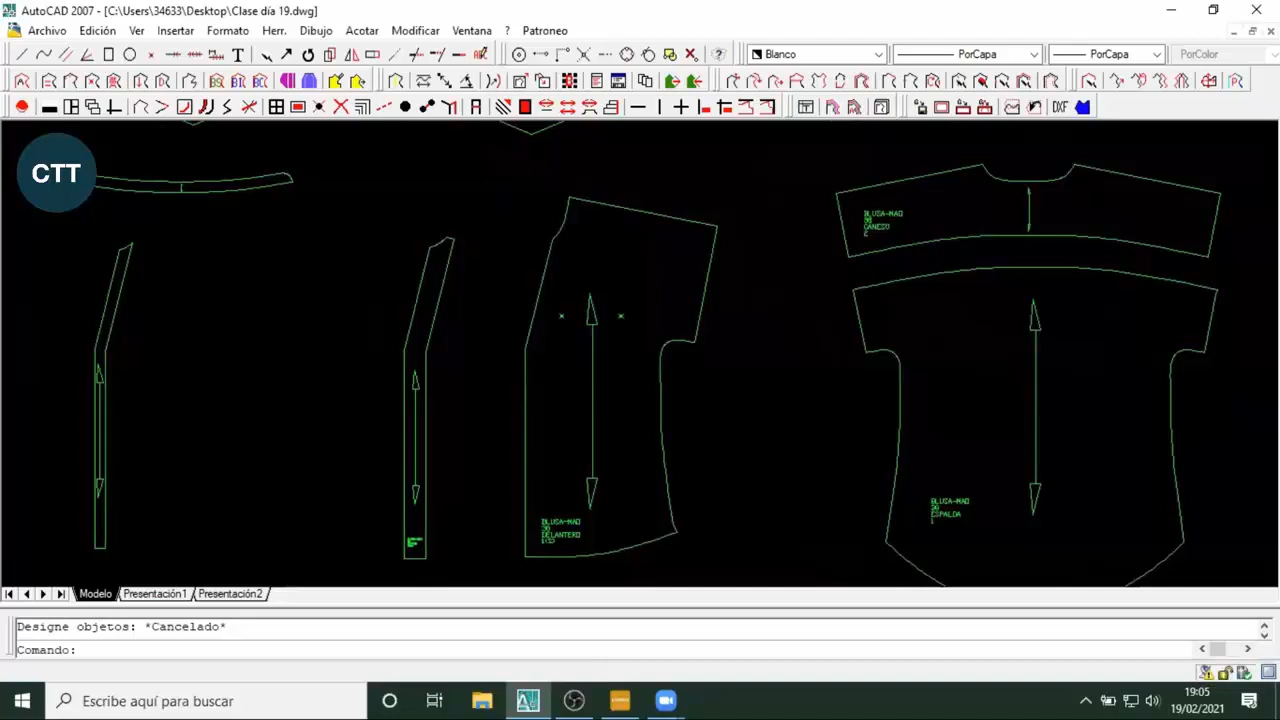 AutoCAD 2007 - [C:\Users\34633\Desktop\Clase día 19.dwg]
Archivo Edición Ver Insertar Formato Herr. Dibujo Acotar Modificar Ventana ? Patroneo
Blanco PorCapa PorCapa PorColor
DXF
CTT
BLUSA-MAO
CANESU
BLUSA-MAO
ESPALDA
1
BLUSA-MAO
DELANTERO
Modelo Presentación1 Presentación2
Designe objetos: *Cancelado*
Comando:
Escribe aquí para buscar
19:05
19/02/2021